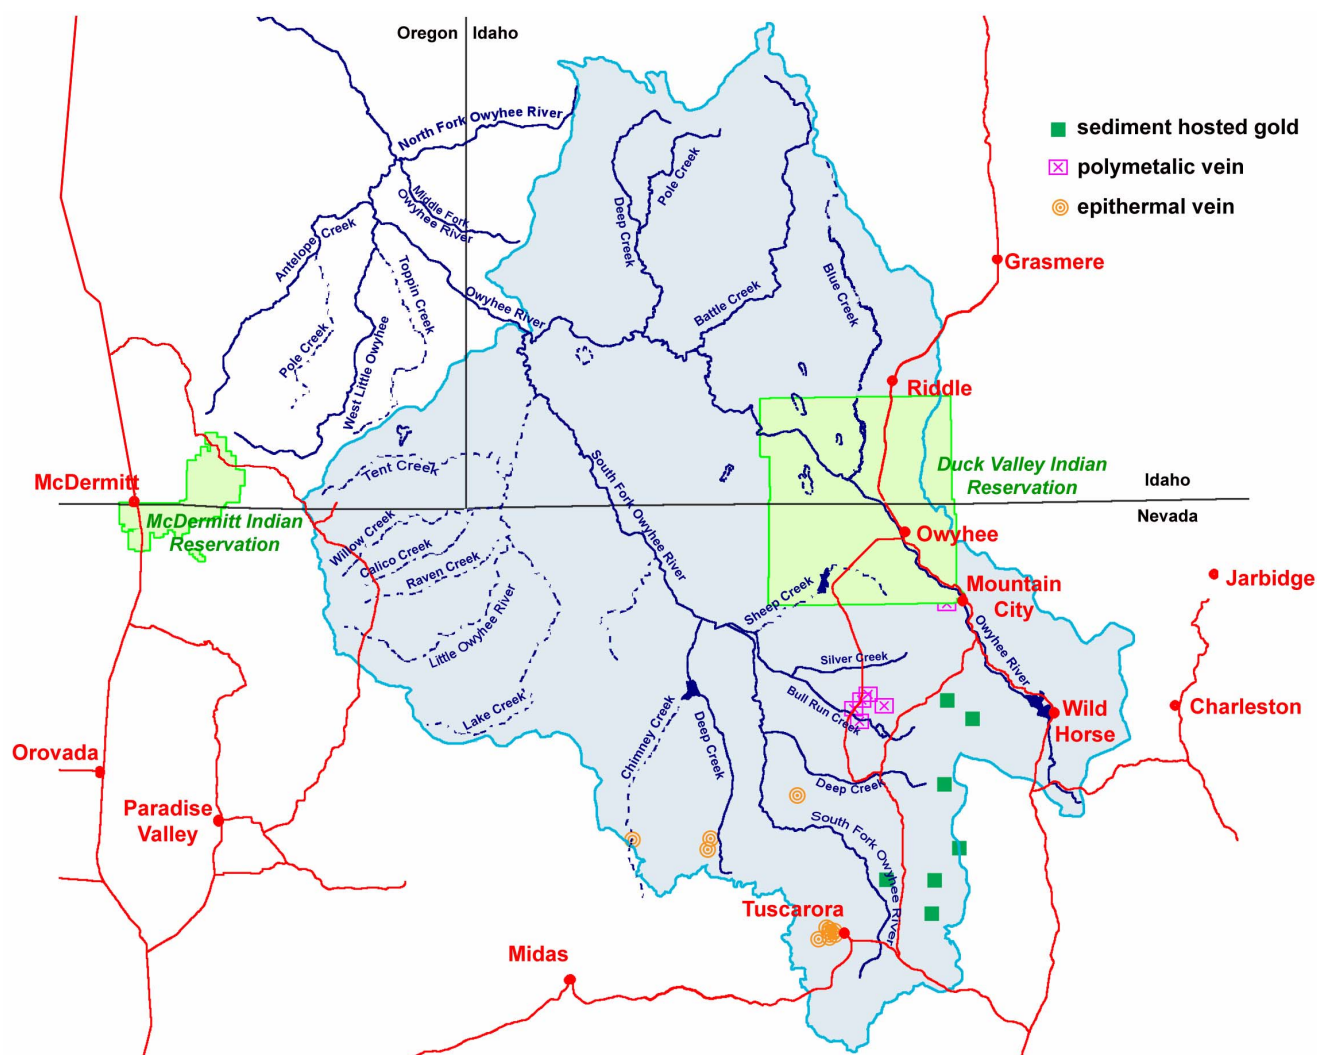 Oregon
Idaho
North Fork Owyhee River
sediment hosted gold
polymetalic vein
epithermal vein
Middle Fork
Owyhee River
Pole Creek
Deep Creek
Antelope Creek
Toppin Creek
Owyhee River
Battle Creek
Blue Creek
Grasmere
Pole Creek
West Little Owyhee
Riddle
Tent Creek
South Fork Owyhee River
Duck Valley Indian
Reservation
McDermitt
Idaho
Nevada
McDermitt Indian
Reservation
Willow Creek
Calico Creek
Raven Creek
Owyhee
Jarbidge
Mountain
City
Sheep Creek
Little Owyhee River
Owyhee River
Silver Creek
Bull Run Creek
Lake Creek
Chimney Creek
Deep Creek
Wild
Horse
Charleston
Orovada
Deep Creek
Paradise
Valley
South Fork Owyhee River
Tuscarora
Midas